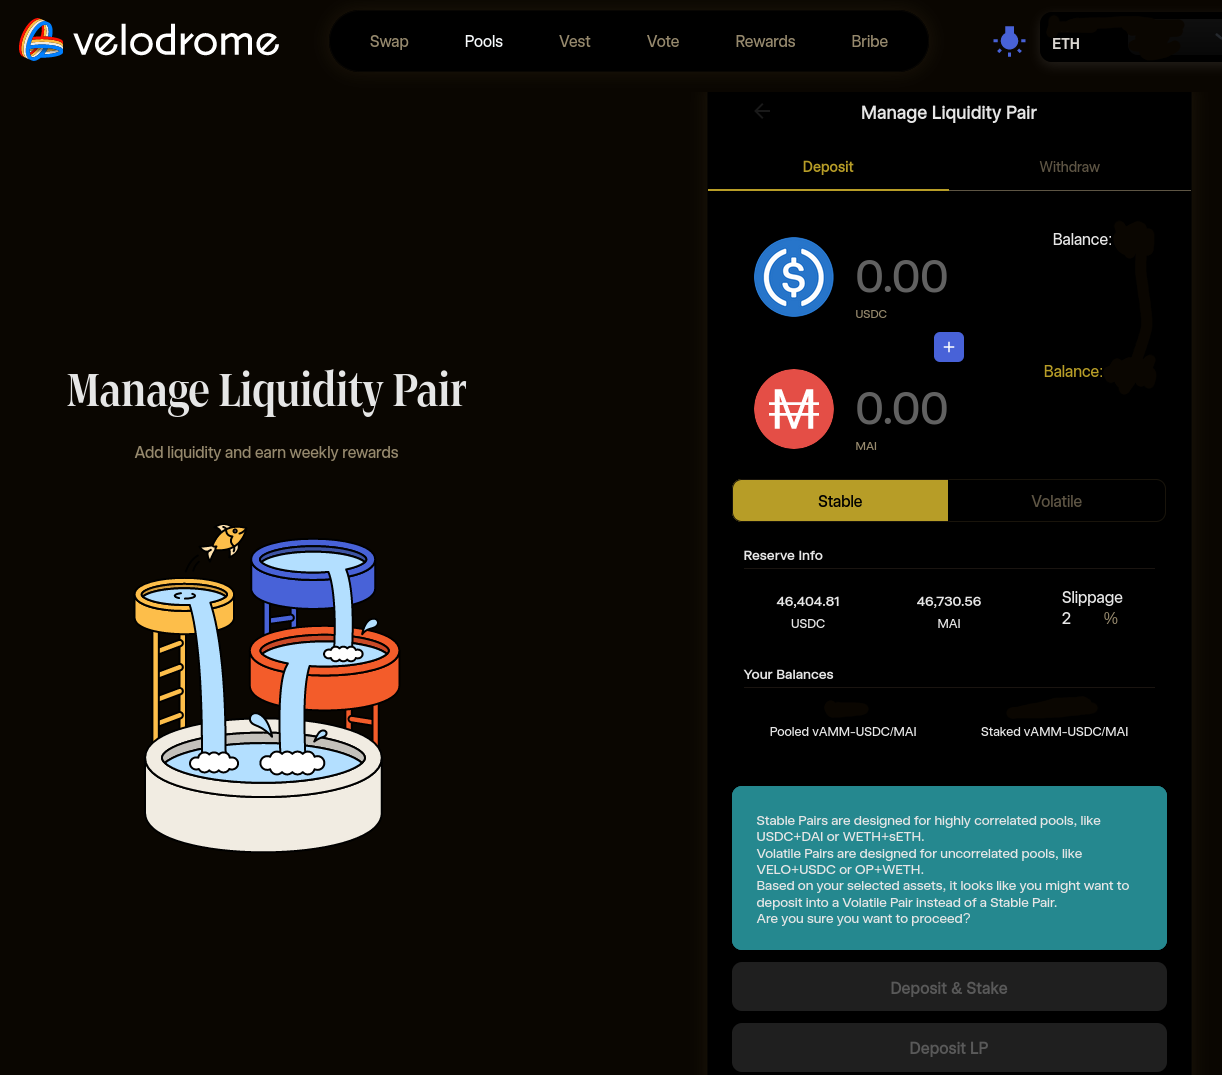 velodrome
Swap
Pools
Vest
Vote
Rewards
Bribe
ETH
Manage Liquidity Pair
Add liquidity and earn weekly rewards
Manage Liquidity Pair
Deposit
Withdraw
Balance:
0.00
USDC
+
Balance:
0.00
MAI
Stable
Volatile
Reserve Info
46,404.81
USDC
46,730.56
MAI
Slippage
2 %
Your Balances
Pooled vAMM-USDC/MAI
Staked vAMM-USDC/MAI
Stable Pairs are designed for highly correlated pools, like
USDC+DAI or WETH+sETH.
Volatile Pairs are designed for uncorrelated pools, like
VELO+USDC or OP+WETH.
Based on your selected assets, it looks like you might want to
deposit into a Volatile Pair instead of a Stable Pair.
Are you sure you want to proceed?
Deposit & Stake
Deposit LP